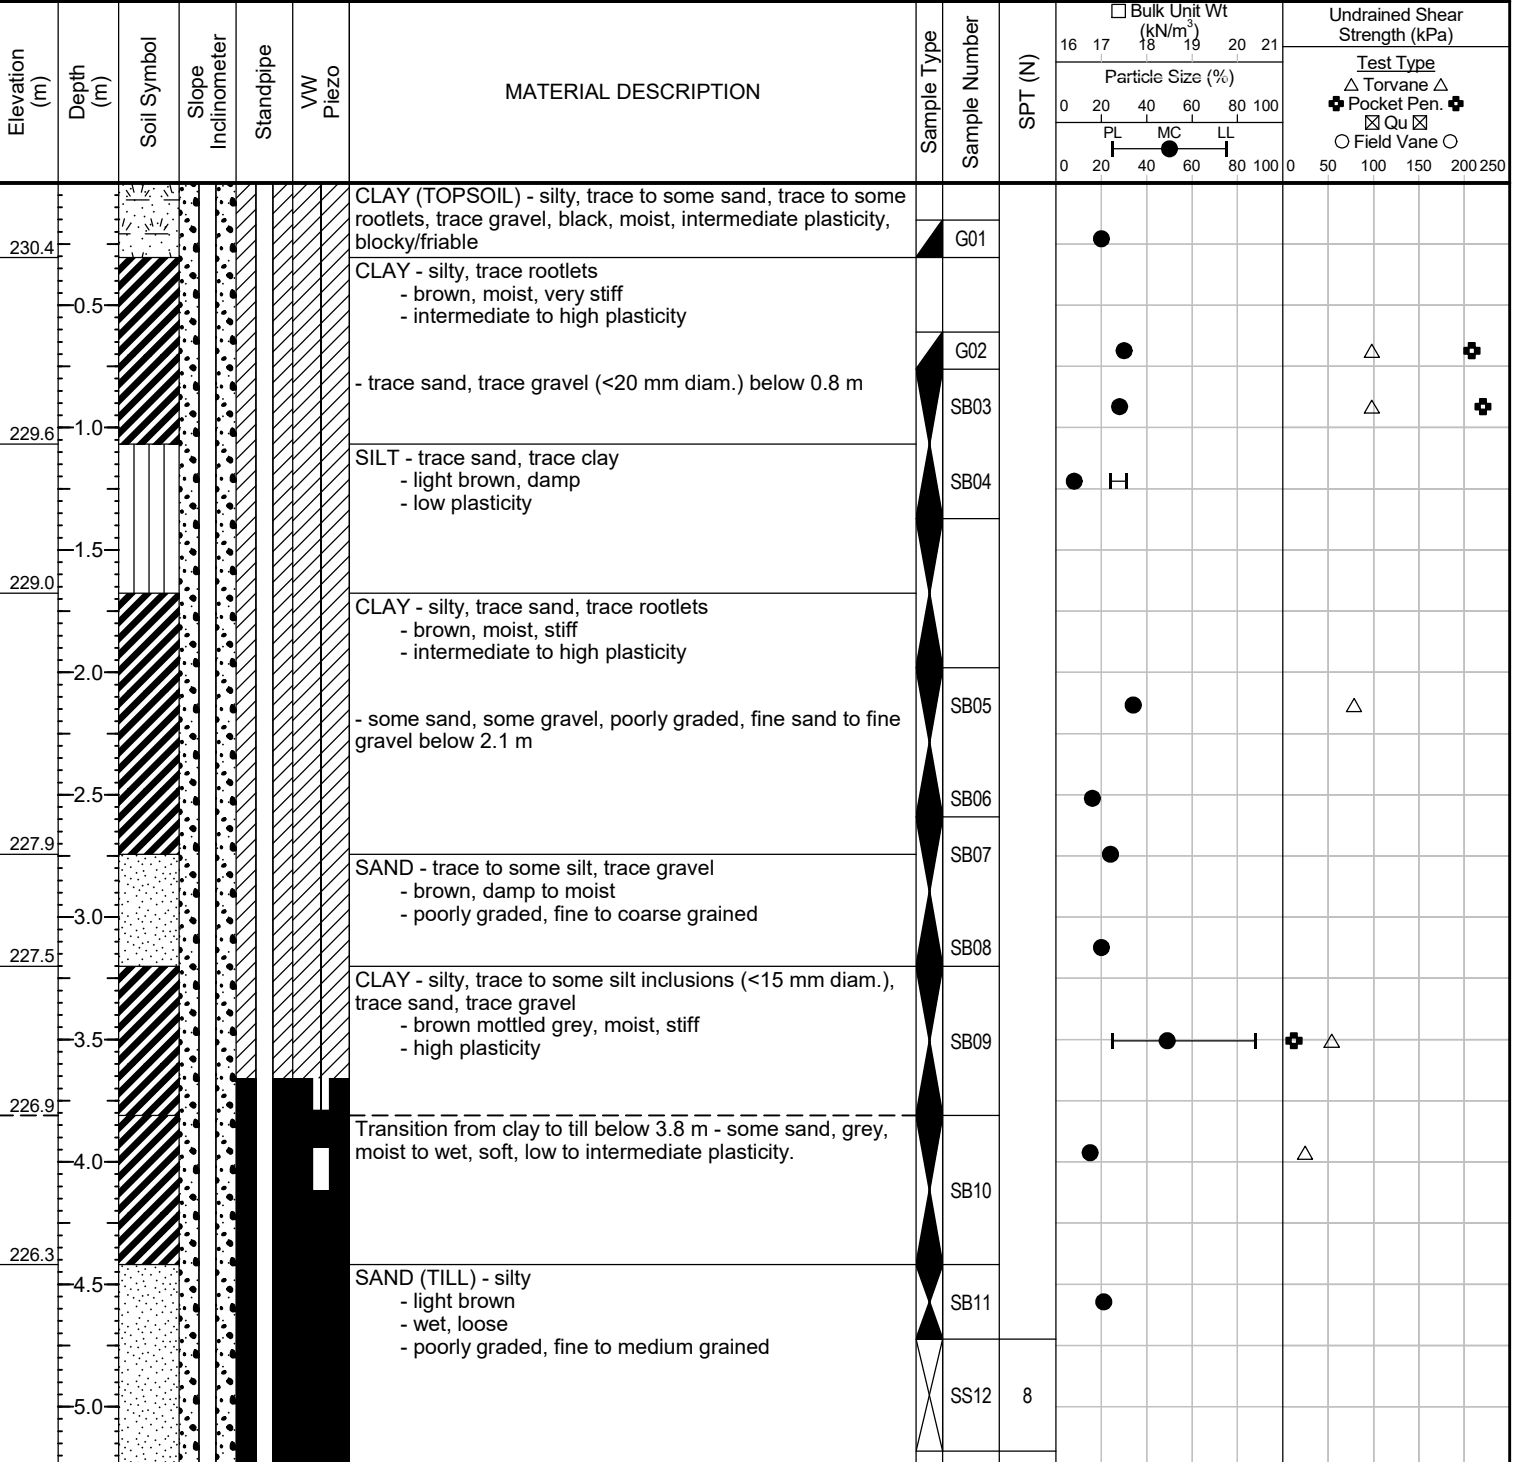 Elevation
(m)
Depth
(m)
Soil Symbol
Slope
Inclinometer
Standpipe
VW
Piezo
MATERIAL DESCRIPTION
Sample Type
Sample Number
SPT (N)
Bulk Unit Wt
(kN/m³)
16 17 18 19 20 21
Particle Size (%)
0 20 40 60 80 100
PL MC LL
0 20 40 60 80 100
Undrained Shear
Strength (kPa)
Test Type
Torvane
Pocket Pen.
Qu
Field Vane
0 50 100 150 200 250
CLAY (TOPSOIL) - silty, trace to some sand, trace to some
rootlets, trace gravel, black, moist, intermediate plasticity,
blocky/friable
G01
230.4
CLAY - silty, trace rootlets
- brown, moist, very stiff
- intermediate to high plasticity
0.5
G02
- trace sand, trace gravel (<20 mm diam.) below 0.8 m
SB03
1.0
229.6
SILT - trace sand, trace clay
- light brown, damp
- low plasticity
SB04
1.5
229.0
CLAY - silty, trace sand, trace rootlets
- brown, moist, stiff
- intermediate to high plasticity
2.0
SB05
- some sand, some gravel, poorly graded, fine sand to fine
gravel below 2.1 m
2.5
SB06
227.9
SB07
SAND - trace to some silt, trace gravel
- brown, damp to moist
- poorly graded, fine to coarse grained
3.0
SB08
227.5
CLAY - silty, trace to some silt inclusions (<15 mm diam.),
trace sand, trace gravel
- brown mottled grey, moist, stiff
- high plasticity
3.5
SB09
226.9
Transition from clay to till below 3.8 m - some sand, grey,
moist to wet, soft, low to intermediate plasticity.
4.0
SB10
226.3
SAND (TILL) - silty
- light brown
- wet, loose
- poorly graded, fine to medium grained
4.5
SB11
5.0
SS12
8